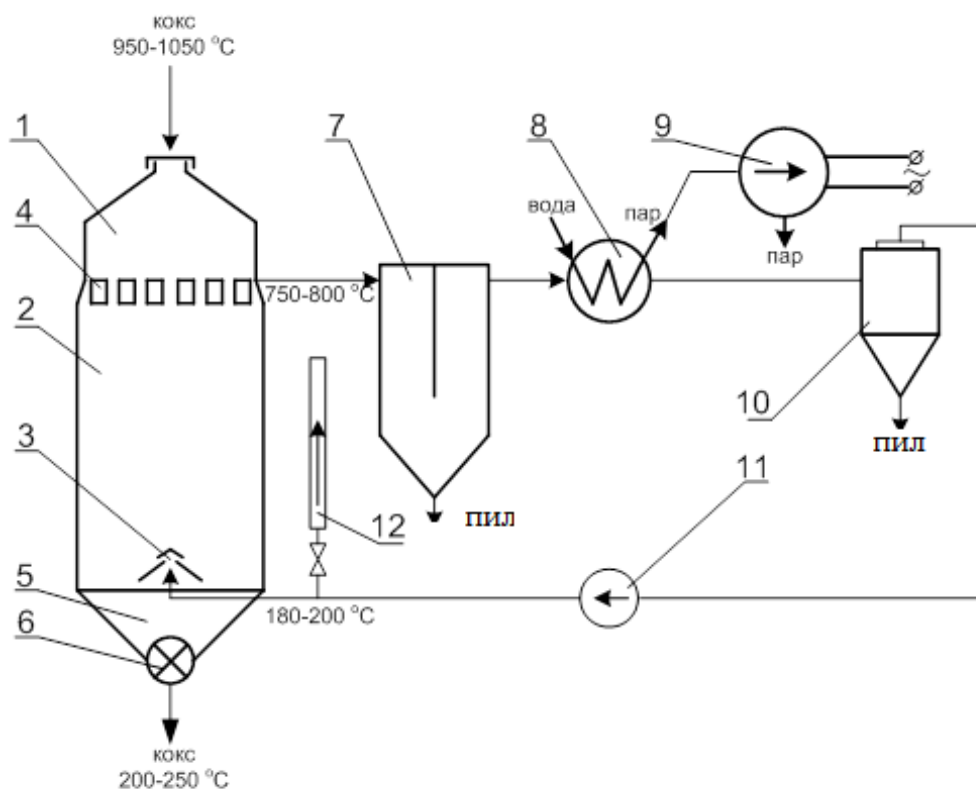 кокс
950-1050 °C
1
7
8
9
4
вода
пар
пар
750-800 °C
2
10
пил
3
12
пил
11
5
180-200 °C
6
кокс
200-250 °C